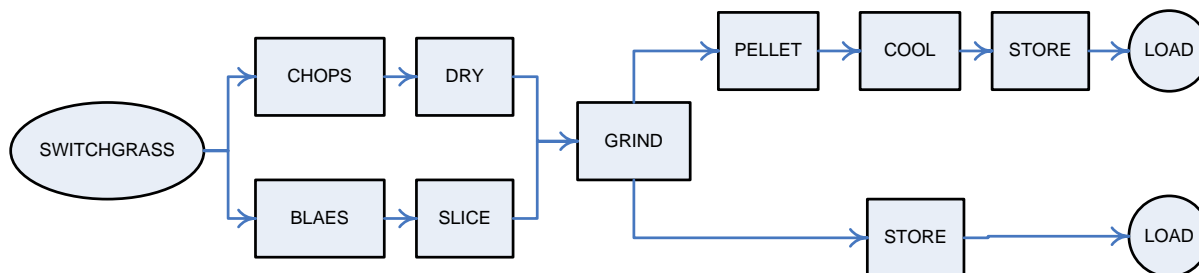 PELLET
COOL
STORE
LOAD
CHOPS
DRY
SWITCHGRASS
GRIND
BLAES
SLICE
STORE
LOAD